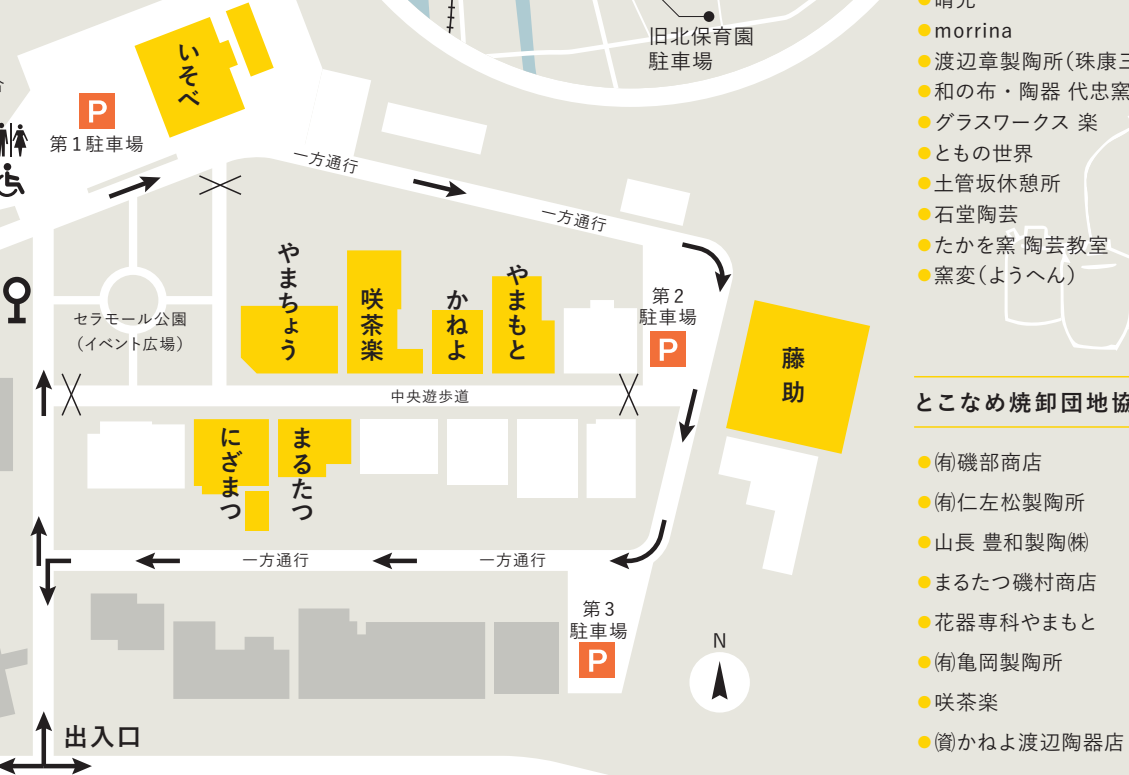 いそべ
P
第1駐車場
旧北保育園
駐車場
一方通行
一方通行
やまちょう
咲茶楽
かねよ
やまもと
第2
駐車場
P
セラモール公園
(イベント広場)
藤助
中央遊歩道
にざまつ
まるたつ
一方通行
一方通行
第3
駐車場
P
N
出入口
晴光
morrina
渡辺章製陶所(珠康三
和の布・陶器 代忠窯
グラスワークス 楽
ともの世界
土管坂休憩所
石堂陶芸
たかを窯 陶芸教室
窯変(ようへん)
とこなめ焼卸団地協
㈲磯部商店
㈲仁左松製陶所
山長 豊和製陶㈱
まるたつ磯村商店
花器専科やまもと
㈲亀岡製陶所
咲茶楽
㈾かねよ渡辺陶器店